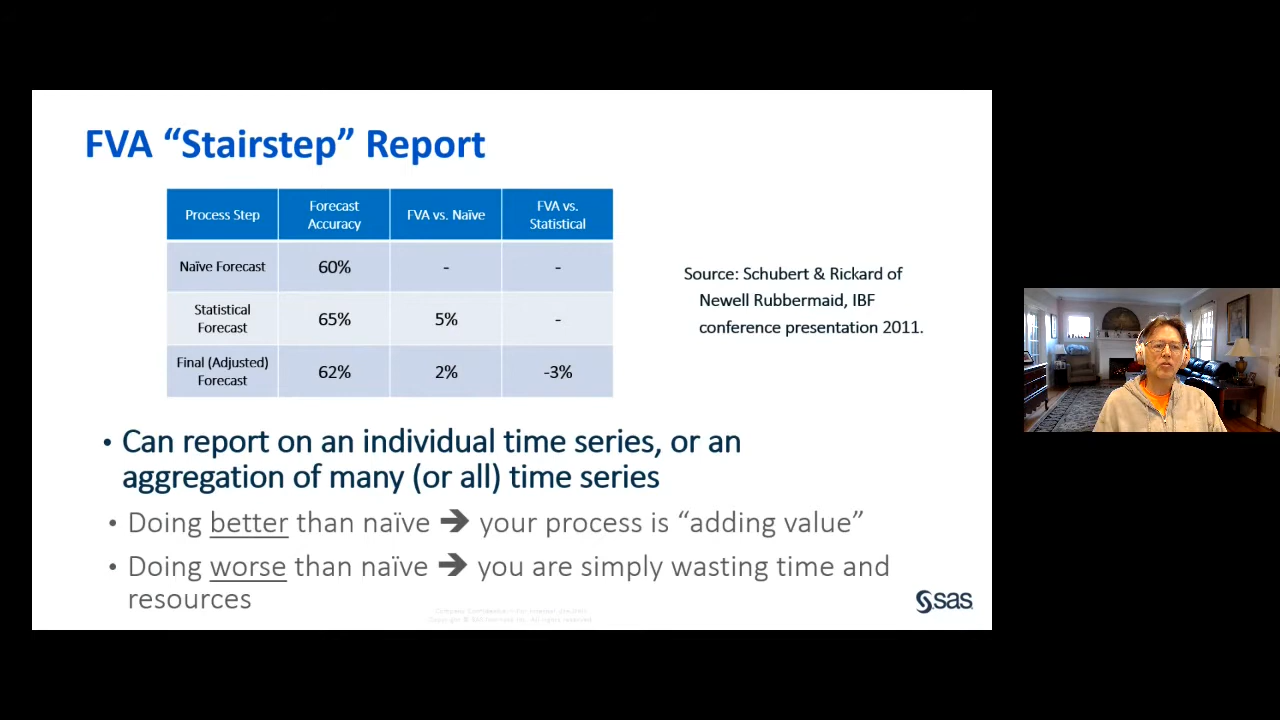 FVA “Stairstep” Report
Process Step
Forecast
Accuracy
FVA vs. Naïve
FVA vs.
Statistical
Naïve Forecast
60%
-
-
Statistical
Forecast
65%
5%
-
Final (Adjusted)
Forecast
62%
2%
-3%
Source: Schubert & Rickard of
Newell Rubbermaid, IBF
conference presentation 2011.
• Can report on an individual time series, or an
aggregation of many (or all) time series
• Doing better than naïve ➔ your process is “adding value”
• Doing worse than naïve ➔ you are simply wasting time and
resources
sas